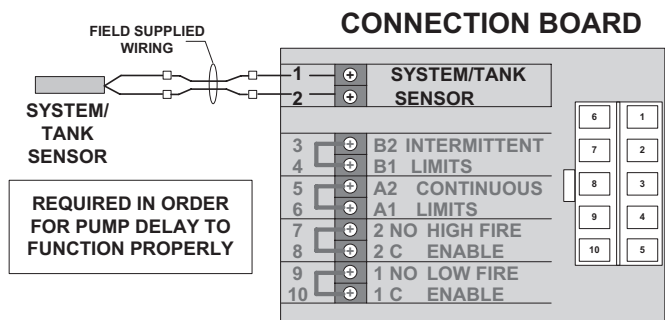 CONNECTION BOARD
FIELD SUPPLIED
WIRING
SYSTEM/
TANK
SENSOR
REQUIRED IN ORDER
FOR PUMP DELAY TO
FUNCTION PROPERLY
1 SYSTEM/TANK
2 SENSOR
3 B2 INTERMITTENT
4 B1 LIMITS
5 A2 CONTINUOUS
6 A1 LIMITS
7 2 NO HIGH FIRE
8 2 C ENABLE
9 1 NO LOW FIRE
10 1 C ENABLE
6 1
7 2
8 3
9 4
10 5